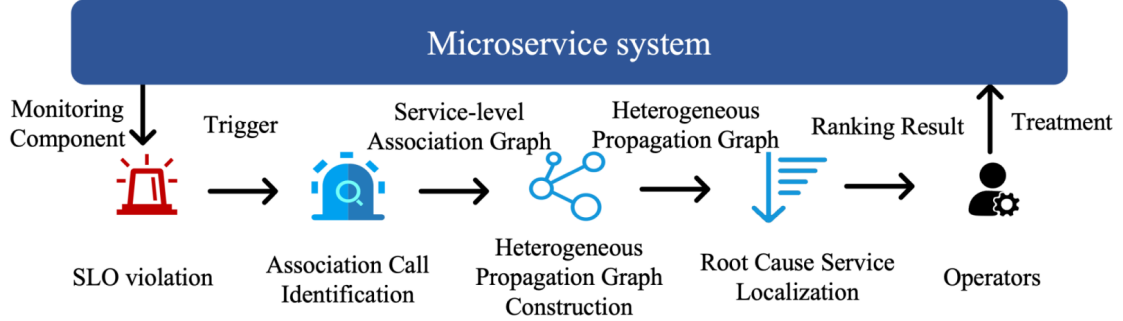 Microservice system
Monitoring
Component
Trigger
Service-level
Association Graph
Heterogeneous
Propagation Graph
Ranking Result
Treatment
SLO violation
Association Call
Identification
Heterogeneous
Propagation Graph
Construction
Root Cause Service
Localization
Operators